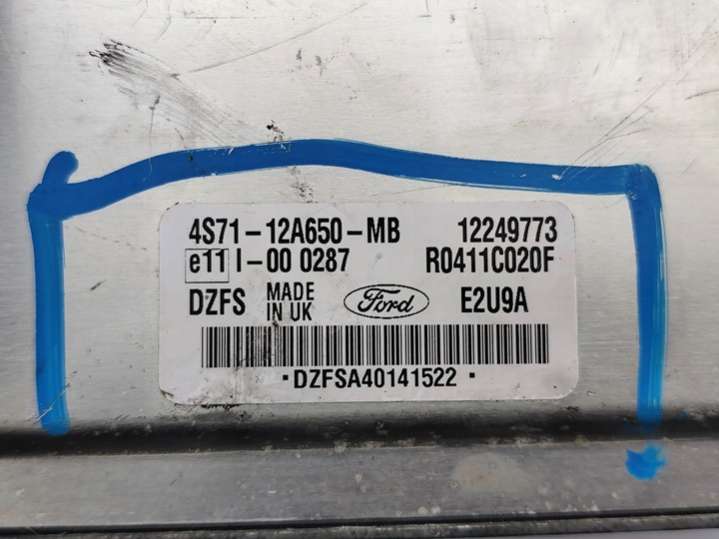 4S71-12A650-MB 12249773
e11 I-00 0287 R0411C020F
DZFS MADE IN UK Ford E2U9A
·DZFSA40141522·